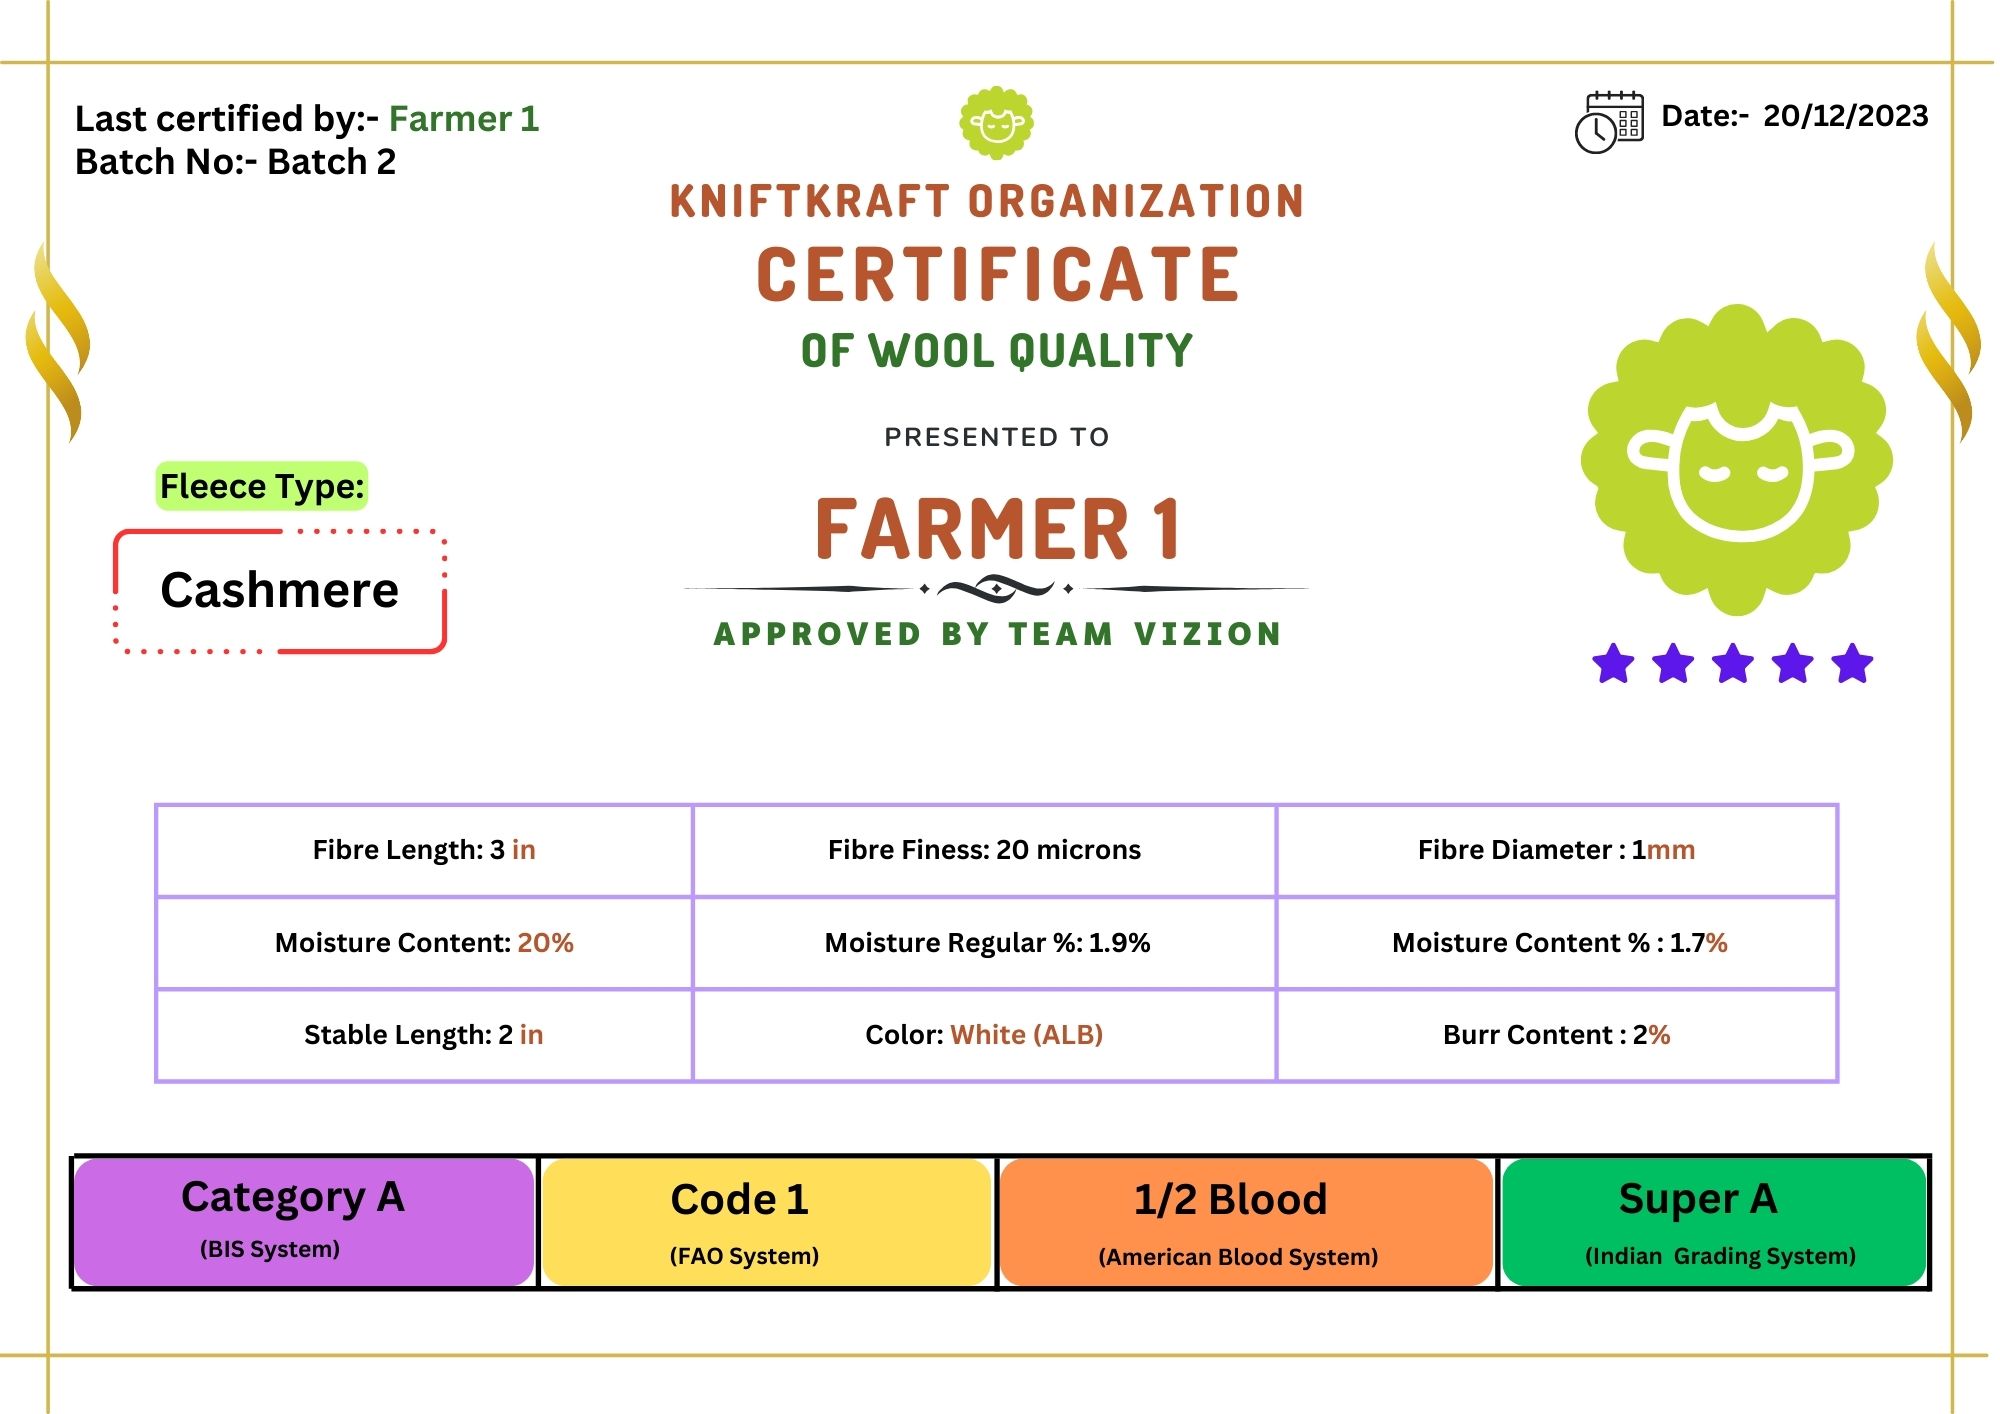 Last certified by:- Farmer 1
Batch No:- Batch 2
Date:- 20/12/2023
KNIFTKRAFT ORGANIZATION
CERTIFICATE
OF WOOL QUALITY
PRESENTED TO
FARMER 1
APPROVED BY TEAM VIZION
Fleece Type:
Cashmere
Fibre Length: 3 in
Fibre Finess: 20 microns
Fibre Diameter : 1mm
Moisture Content: 20%
Moisture Regular %: 1.9%
Moisture Content % : 1.7%
Stable Length: 2 in
Color: White (ALB)
Burr Content : 2%
Category A
(BIS System)
Code 1
(FAO System)
1/2 Blood
(American Blood System)
Super A
(Indian  Grading System)